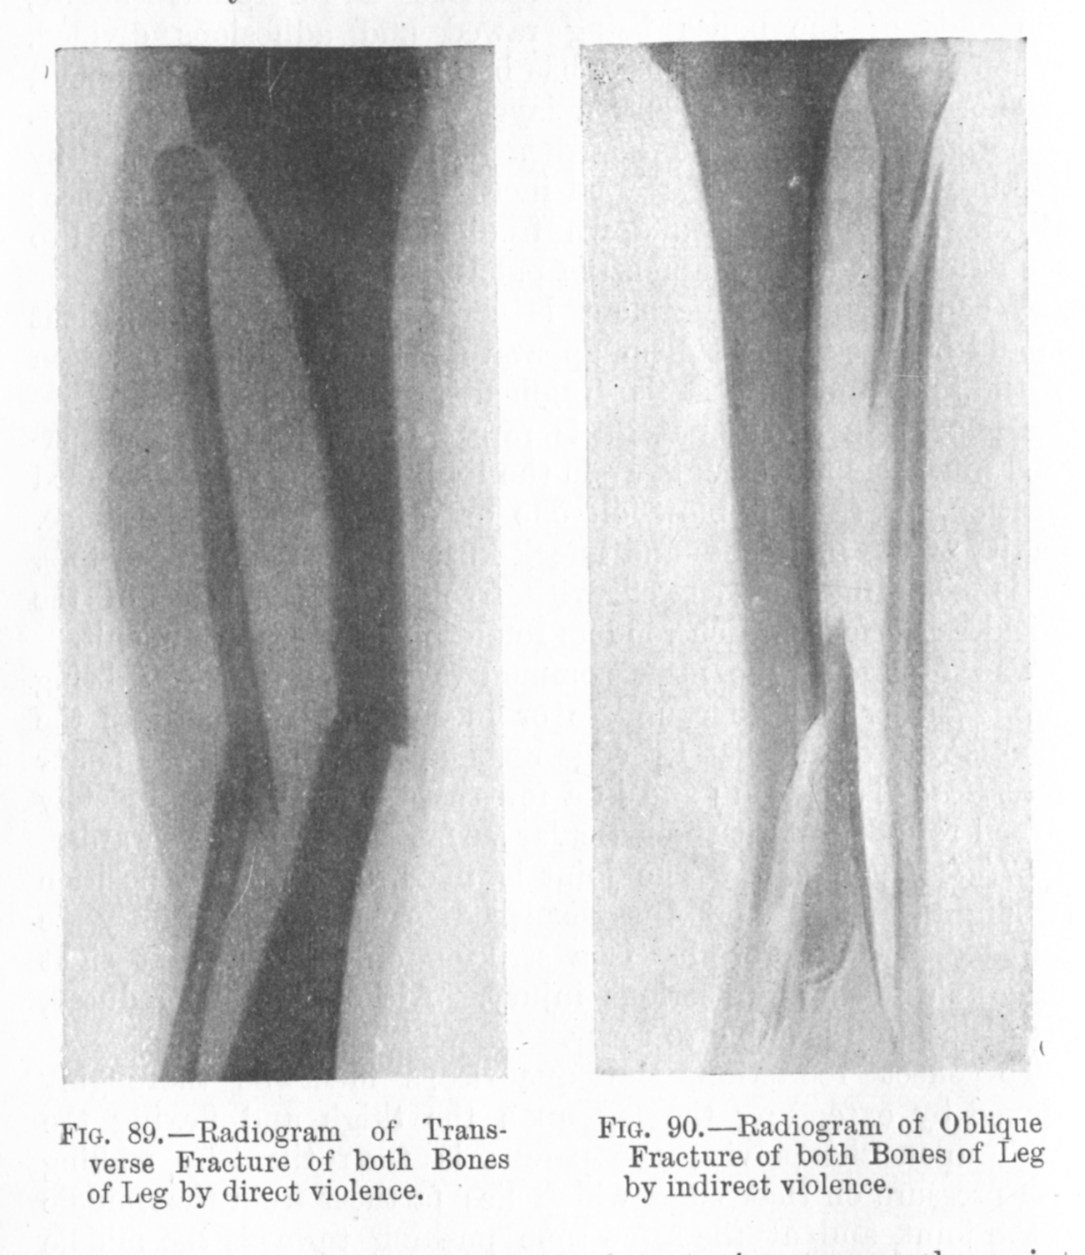 FIG. 89.—Radiogram of Trans-
verse Fracture of both Bones
of Leg by direct violence.
FIG. 90.—Radiogram of Oblique
Fracture of both Bones of Leg
by indirect violence.